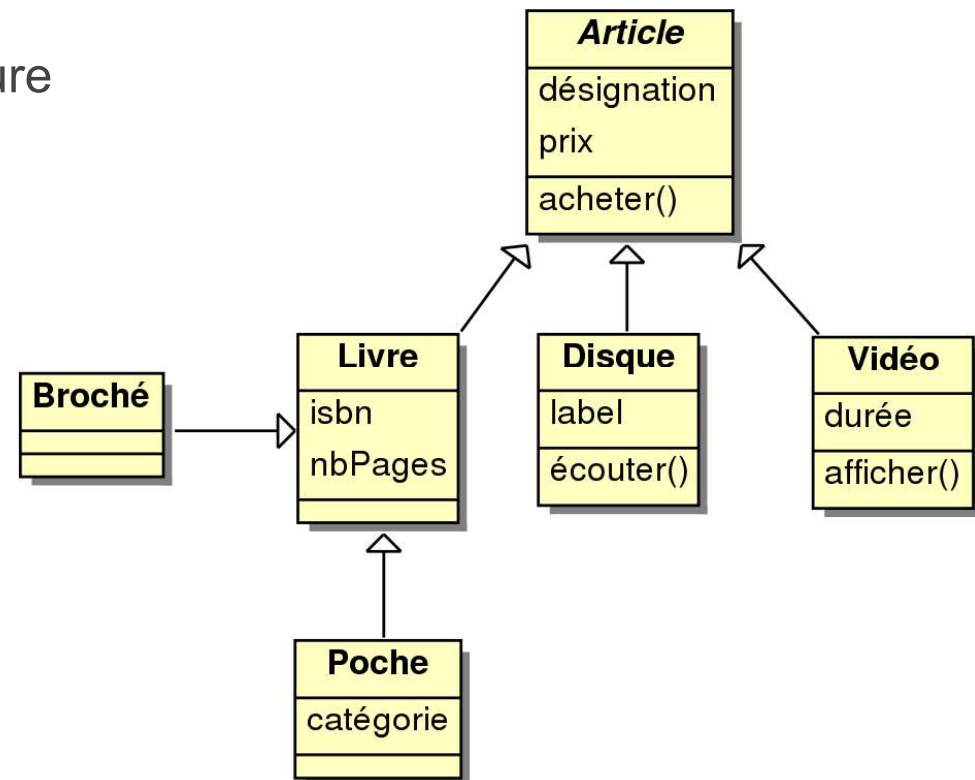 ure
Article
désignation
prix
acheter()
Broché
Livre
isbn
nbPages
Disque
label
écouter()
Vidéo
durée
afficher()
Poche
catégorie